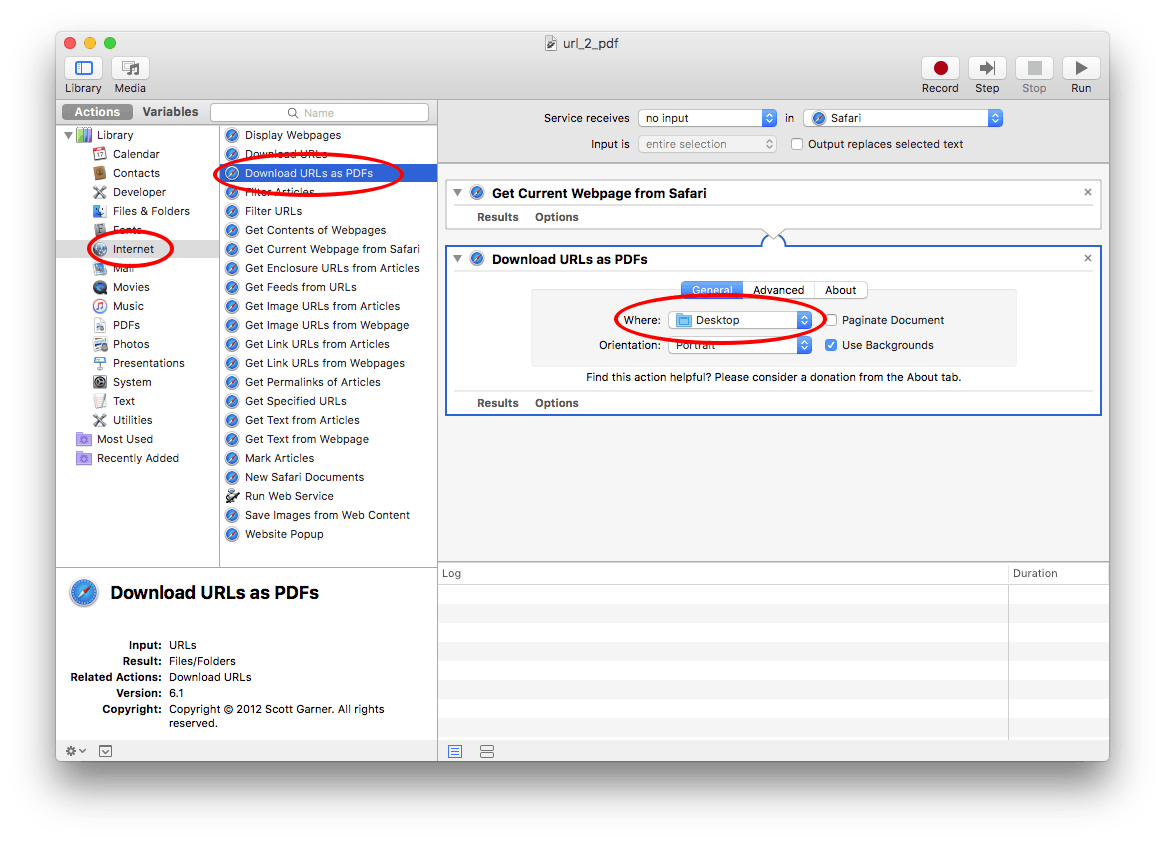 url_2_pdf
Library
Media
Record
Step
Stop
Run
Actions
Variables
Name
Library
Calendar
Contacts
Developer
Files & Folders
Fonts
Internet
Mail
Movies
Music
PDFs
Photos
Presentations
System
Text
Utilities
Most Used
Recently Added
Display Webpages
Download URLs
Download URLs as PDFs
Filter Articles
Filter URLs
Get Contents of Webpages
Get Current Webpage from Safari
Get Enclosure URLs from Articles
Get Feeds from URLs
Get Image URLs from Articles
Get Image URLs from Webpage
Get Link URLs from Articles
Get Link URLs from Webpages
Get Permalinks of Articles
Get Specified URLs
Get Text from Articles
Get Text from Webpage
Mark Articles
New Safari Documents
Run Web Service
Save Images from Web Content
Website Popup
Service receives no input in Safari
Input is entire selection Output replaces selected text
Get Current Webpage from Safari
Results Options
Download URLs as PDFs
General Advanced About
Where: Desktop Paginate Document
Orientation: Portrait Use Backgrounds
Find this action helpful? Please consider a donation from the About tab.
Results Options
Log Duration
Download URLs as PDFs
Input: URLs
Result: Files/Folders
Related Actions: Download URLs
Version: 6.1
Copyright: Copyright © 2012 Scott Garner. All rights
reserved.